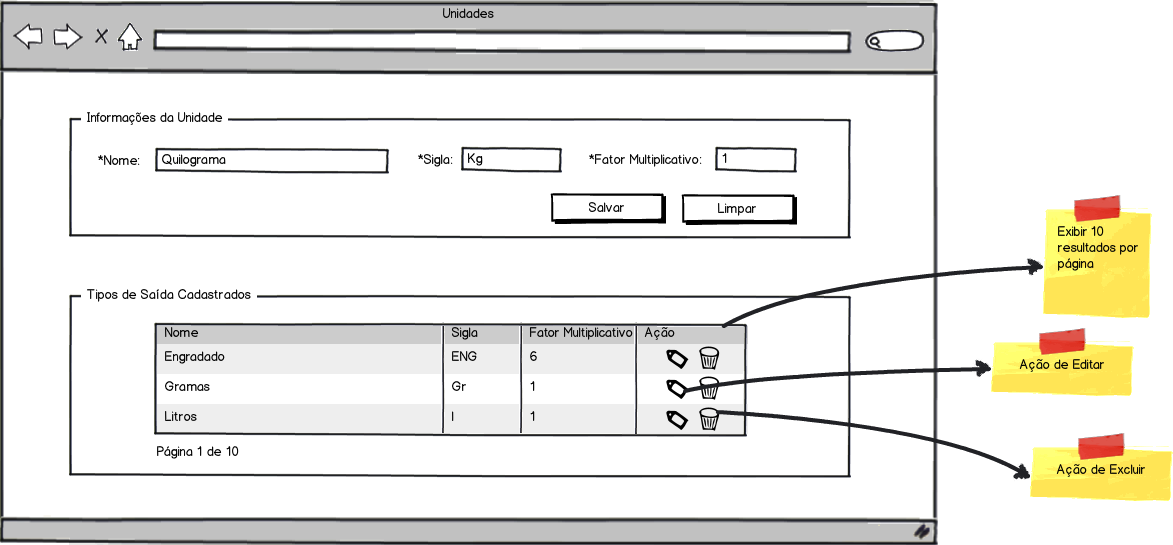 Unidades
Informações da Unidade
*Nome: Quilograma *Sigla: Kg *Fator Multiplicativo: 1
Salvar Limpar
Exibir 10
resultados por
página
Tipos de Saída Cadastrados
Nome Sigla Fator Multiplicativo Ação
Engradado ENG 6
Gramas Gr 1
Ação de Editar
Litros l 1
Página 1 de 10
Ação de Excluir